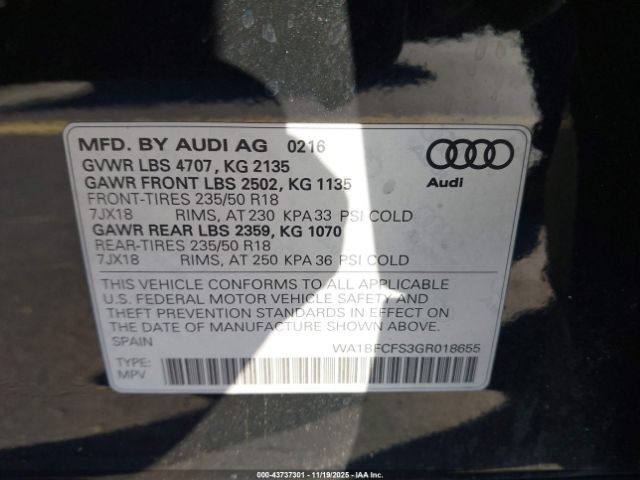 MFD. BY AUDI AG 0216
GVWR LBS 4707, KG 2135
GAWR FRONT LBS 2502, KG 1135
FRONT-TIRES 235/50 R18
7JX18 RIMS, AT 230 KPA 33 PSI COLD
GAWR REAR LBS 2359, KG 1070
REAR-TIRES 235/50 R18
7JX18 RIMS, AT 250 KPA 36 PSI COLD
Audi
THIS VEHICLE CONFORMS TO ALL APPLICABLE
U.S. FEDERAL MOTOR VEHICLE SAFETY AND
THEFT PREVENTION STANDARDS IN EFFECT ON
THE DATE OF MANUFACTURE SHOWN ABOVE.
SPAIN
WA1BFCFS3GR018655
TYPE:
MPV
000-43737301 - 11/19/2025 - IAA, Inc.